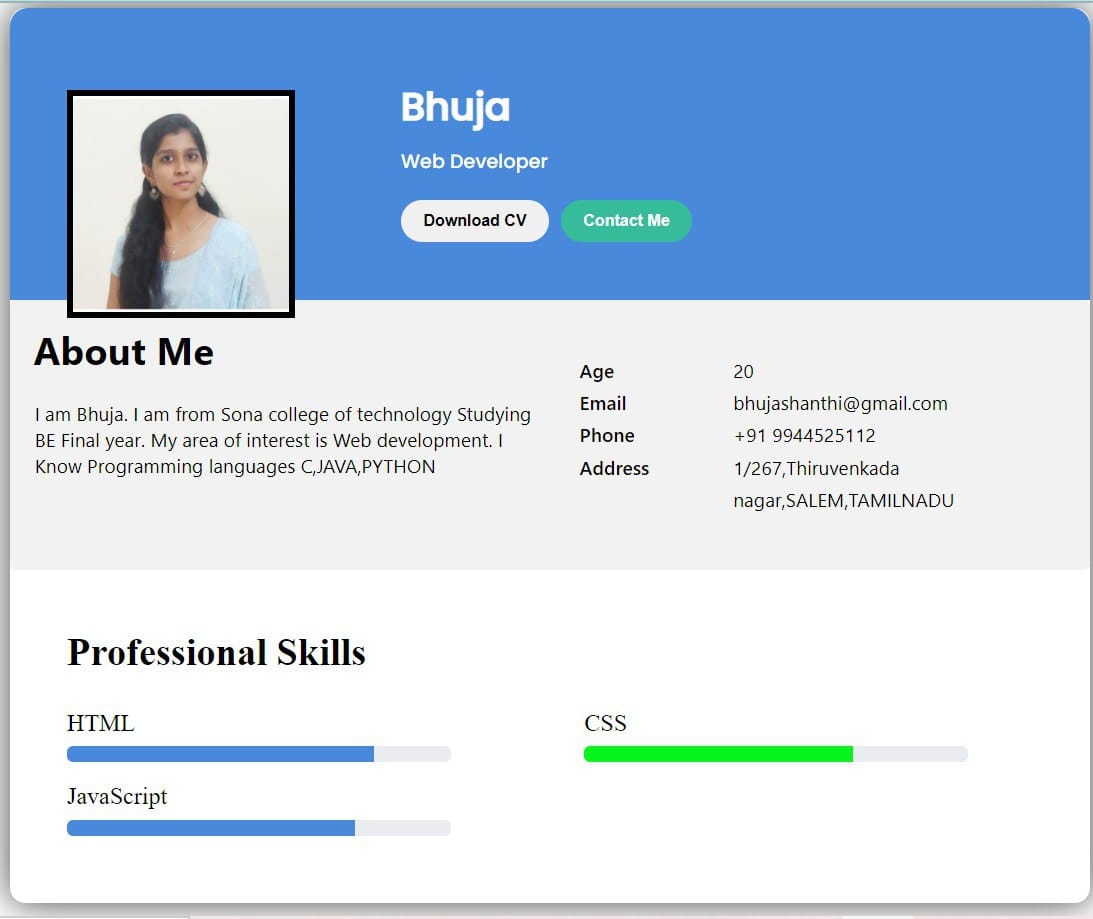 Bhuja
Web Developer
Download CV
Contact Me
About Me
I am Bhuja. I am from Sona college of technology Studying
BE Final year. My area of interest is Web development. I
Know Programming languages C,JAVA,PYTHON
Age 20
Email bhujashanthi@gmail.com
Phone +91 9944525112
Address 1/267,Thiruvenkada
nagar,SALEM,TAMILNADU
Professional Skills
HTML
CSS
JavaScript